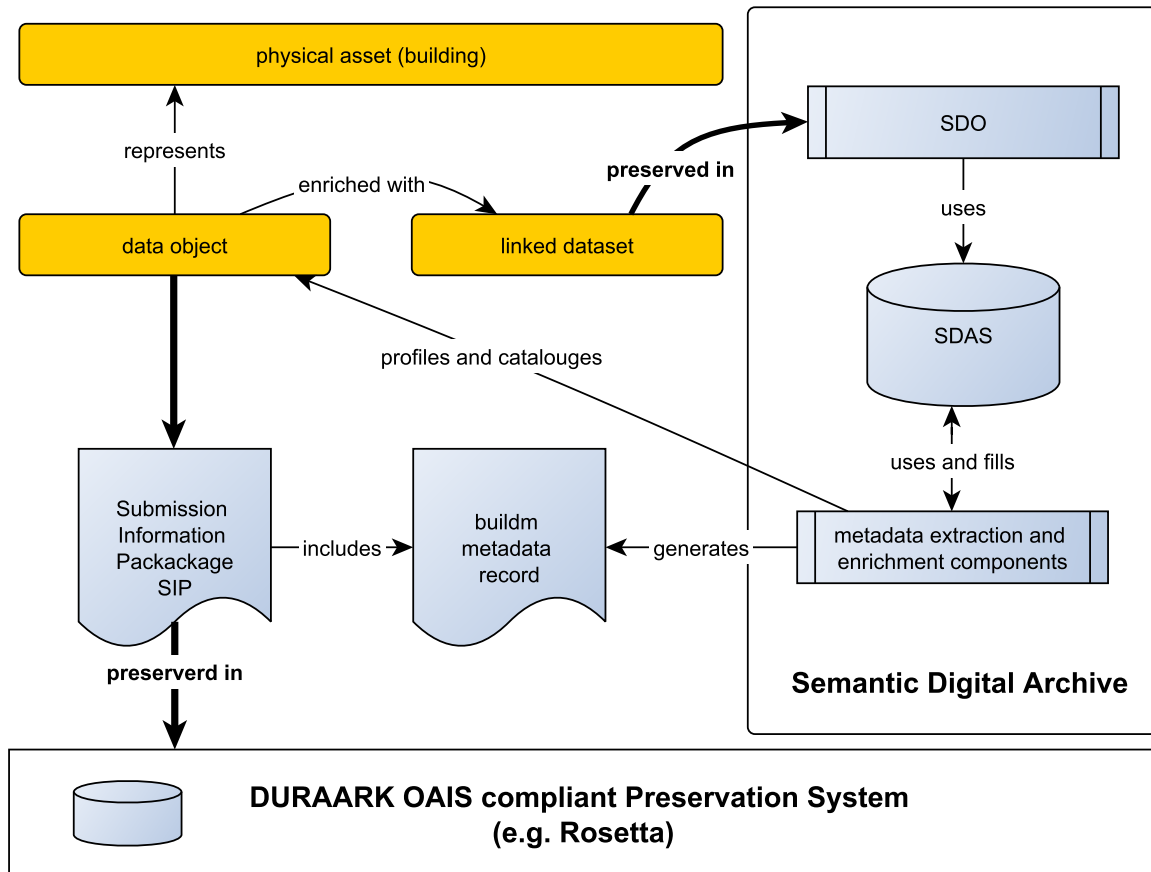 physical asset (building)
SDO
represents
preserved in
enriched with
uses
data object
linked dataset
SDAS
profiles and catalouges
uses and fills
Submission
Information
Packackage
SIP
includes
buildm
metadata
record
generates
metadata extraction and
enrichment components
preserverd in
Semantic Digital Archive
DURAARK OAIS compliant Preservation System
(e.g. Rosetta)